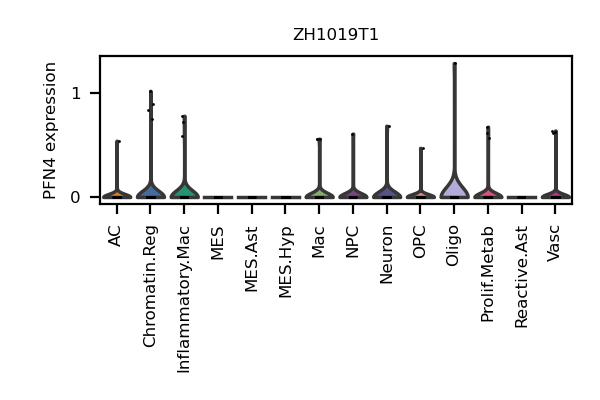 ZH1019T1
PFN4 expression
1
0
AC
Chromatin.Reg
Inflammatory.Mac
MES
MES.Ast
MES.Hyp
Mac
NPC
Neuron
OPC
Oligo
Prolif.Metab
Reactive.Ast
Vasc